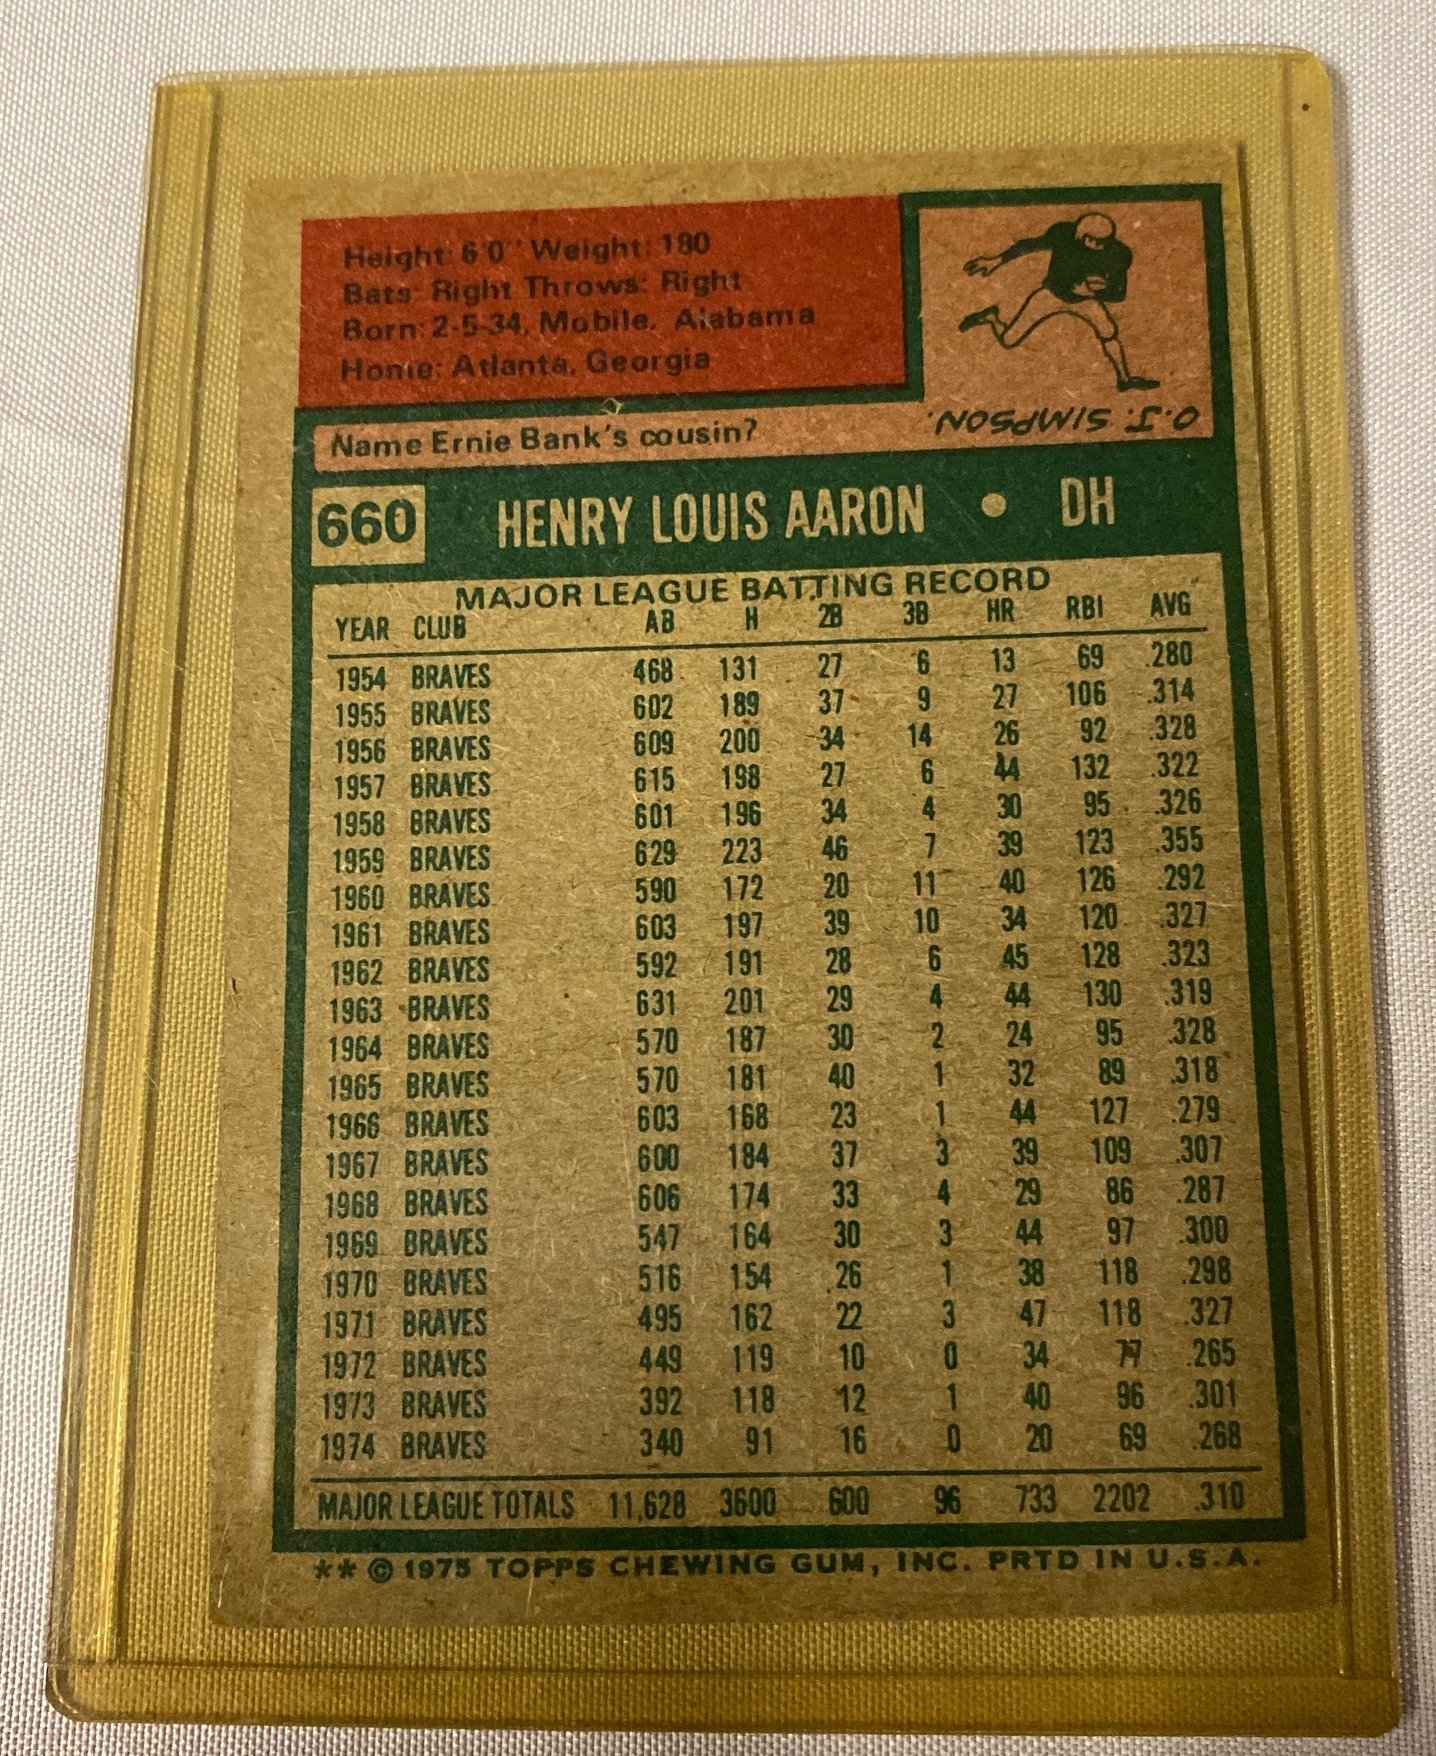 Height: 6'0" Weight: 180
Bats: Right Throws: Right
Born: 2-5-34, Mobile, Alabama
Home: Atlanta, Georgia
Name Ernie Bank's cousin?
O.J. SIMPSON.
660 HENRY LOUIS AARON • DH
MAJOR LEAGUE BATTING RECORD
YEAR CLUB AB H 2B 3B HR RBI AVG
1954 BRAVES 468 131 27 6 13 69 .280
1955 BRAVES 602 189 37 9 27 106 .314
1956 BRAVES 609 200 34 14 26 92 .328
1957 BRAVES 615 198 27 6 44 132 .322
1958 BRAVES 601 196 34 4 30 95 .326
1959 BRAVES 629 223 46 7 39 123 .355
1960 BRAVES 590 172 20 11 40 126 .292
1961 BRAVES 603 197 39 10 34 120 .327
1962 BRAVES 592 191 28 6 45 128 .323
1963 BRAVES 631 201 29 4 44 130 .319
1964 BRAVES 570 187 30 2 24 95 .328
1965 BRAVES 570 181 40 1 32 89 .318
1966 BRAVES 603 168 23 1 44 127 .279
1967 BRAVES 600 184 37 3 39 109 .307
1968 BRAVES 606 174 33 4 29 86 .287
1969 BRAVES 547 164 30 3 44 97 .300
1970 BRAVES 516 154 26 1 38 118 .298
1971 BRAVES 495 162 22 3 47 118 .327
1972 BRAVES 449 119 10 0 34 77 .265
1973 BRAVES 392 118 12 1 40 96 .301
1974 BRAVES 340 91 16 0 20 69 .268
MAJOR LEAGUE TOTALS 11,628 3600 600 96 733 2202 .310
** © 1975 TOPPS CHEWING GUM, INC. PRTD IN U.S.A.